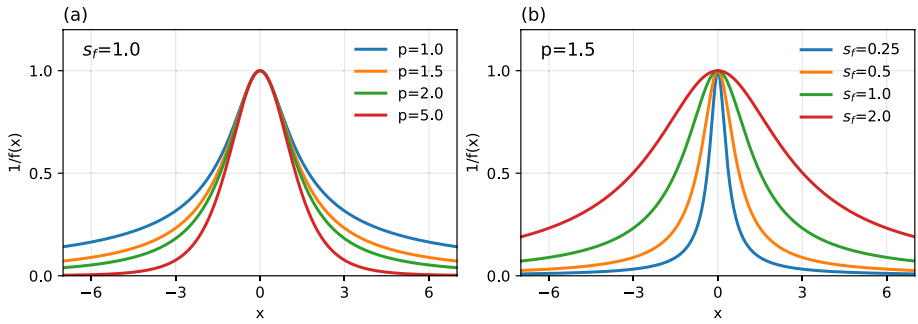 (a)
s_f=1.0
p=1.0
p=1.5
p=2.0
p=5.0
1.0
0.5
0.0
1/f(x)
−6
−3
0
3
6
x
(b)
p=1.5
s_f=0.25
s_f=0.5
s_f=1.0
s_f=2.0
1.0
0.5
0.0
1/f(x)
−6
−3
0
3
6
x